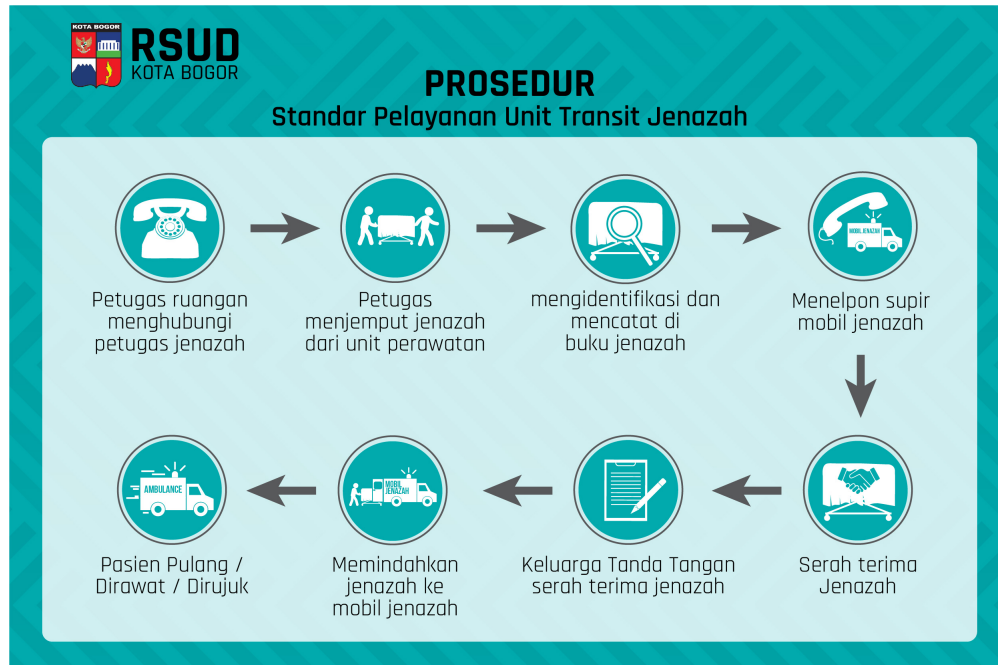 KOTA BOGOR
RSUD
KOTA BOGOR
PROSEDUR
Standar Pelayanan Unit Transit Jenazah
Petugas ruangan
menghubungi
petugas jenazah
Petugas
menjemput jenazah
dari unit perawatan
mengidentifikasi dan
mencatat di
buku jenazah
MOBIL JENAZAH
Menelpon supir
mobil jenazah
Serah terima
Jenazah
Keluarga Tanda Tangan
serah terima jenazah
MOBIL
JENAZAH
Memindahkan
jenazah ke
mobil jenazah
AMBULANCE
Pasien Pulang /
Dirawat / Dirujuk